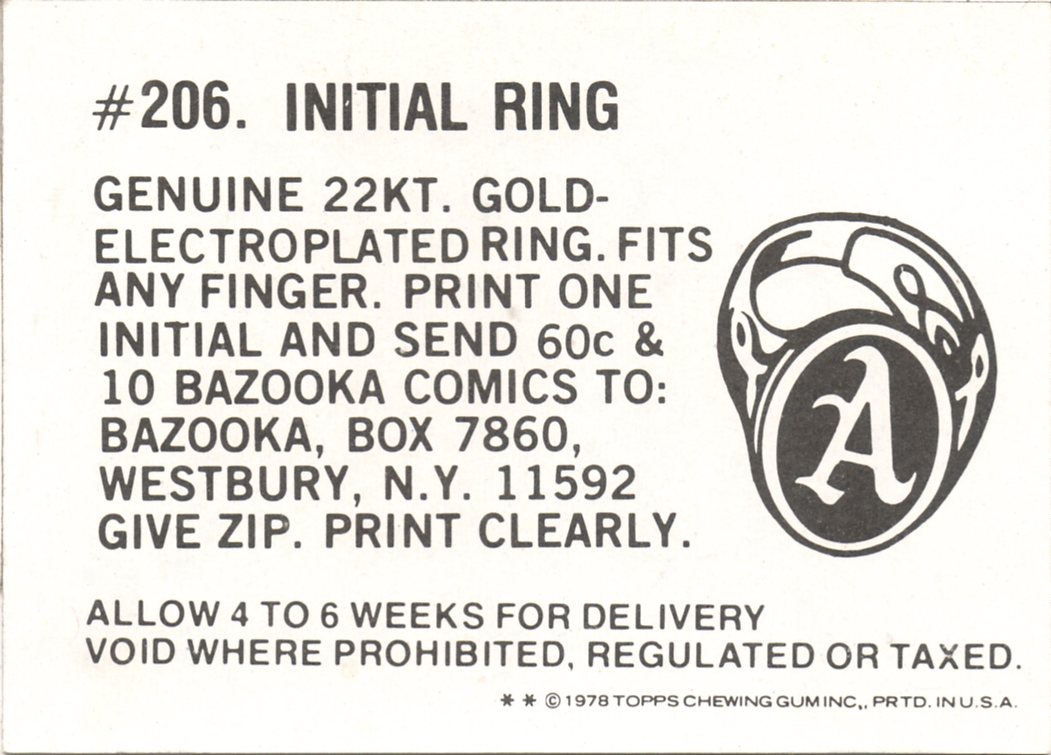 #206. INITIAL RING
GENUINE 22KT. GOLD-
ELECTROPLATED RING. FITS
ANY FINGER. PRINT ONE
INITIAL AND SEND 60c &
10 BAZOOKA COMICS TO:
BAZOOKA, BOX 7860,
WESTBURY, N.Y. 11592
GIVE ZIP. PRINT CLEARLY.
A
ALLOW 4 TO 6 WEEKS FOR DELIVERY
VOID WHERE PROHIBITED, REGULATED OR TAXED.
** ©1978 TOPPS CHEWING GUM INC,, PRTD. IN U.S.A.